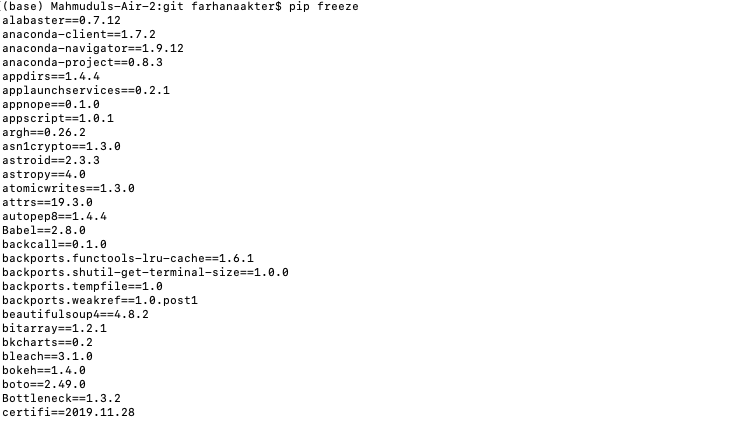 (base) Mahmuduls-Air-2:git farhanaakter$ pip freeze
alabaster==0.7.12
anaconda-client==1.7.2
anaconda-navigator==1.9.12
anaconda-project==0.8.3
appdirs==1.4.4
applaunchservices==0.2.1
appnope==0.1.0
appscript==1.0.1
argh==0.26.2
asn1crypto==1.3.0
astroid==2.3.3
astropy==4.0
atomicwrites==1.3.0
attrs==19.3.0
autopep8==1.4.4
Babel==2.8.0
backcall==0.1.0
backports.functools-lru-cache==1.6.1
backports.shutil-get-terminal-size==1.0.0
backports.tempfile==1.0
backports.weakref==1.0.post1
beautifulsoup4==4.8.2
bitarray==1.2.1
bkcharts==0.2
bleach==3.1.0
bokeh==1.4.0
boto==2.49.0
Bottleneck==1.3.2
certifi==2019.11.28